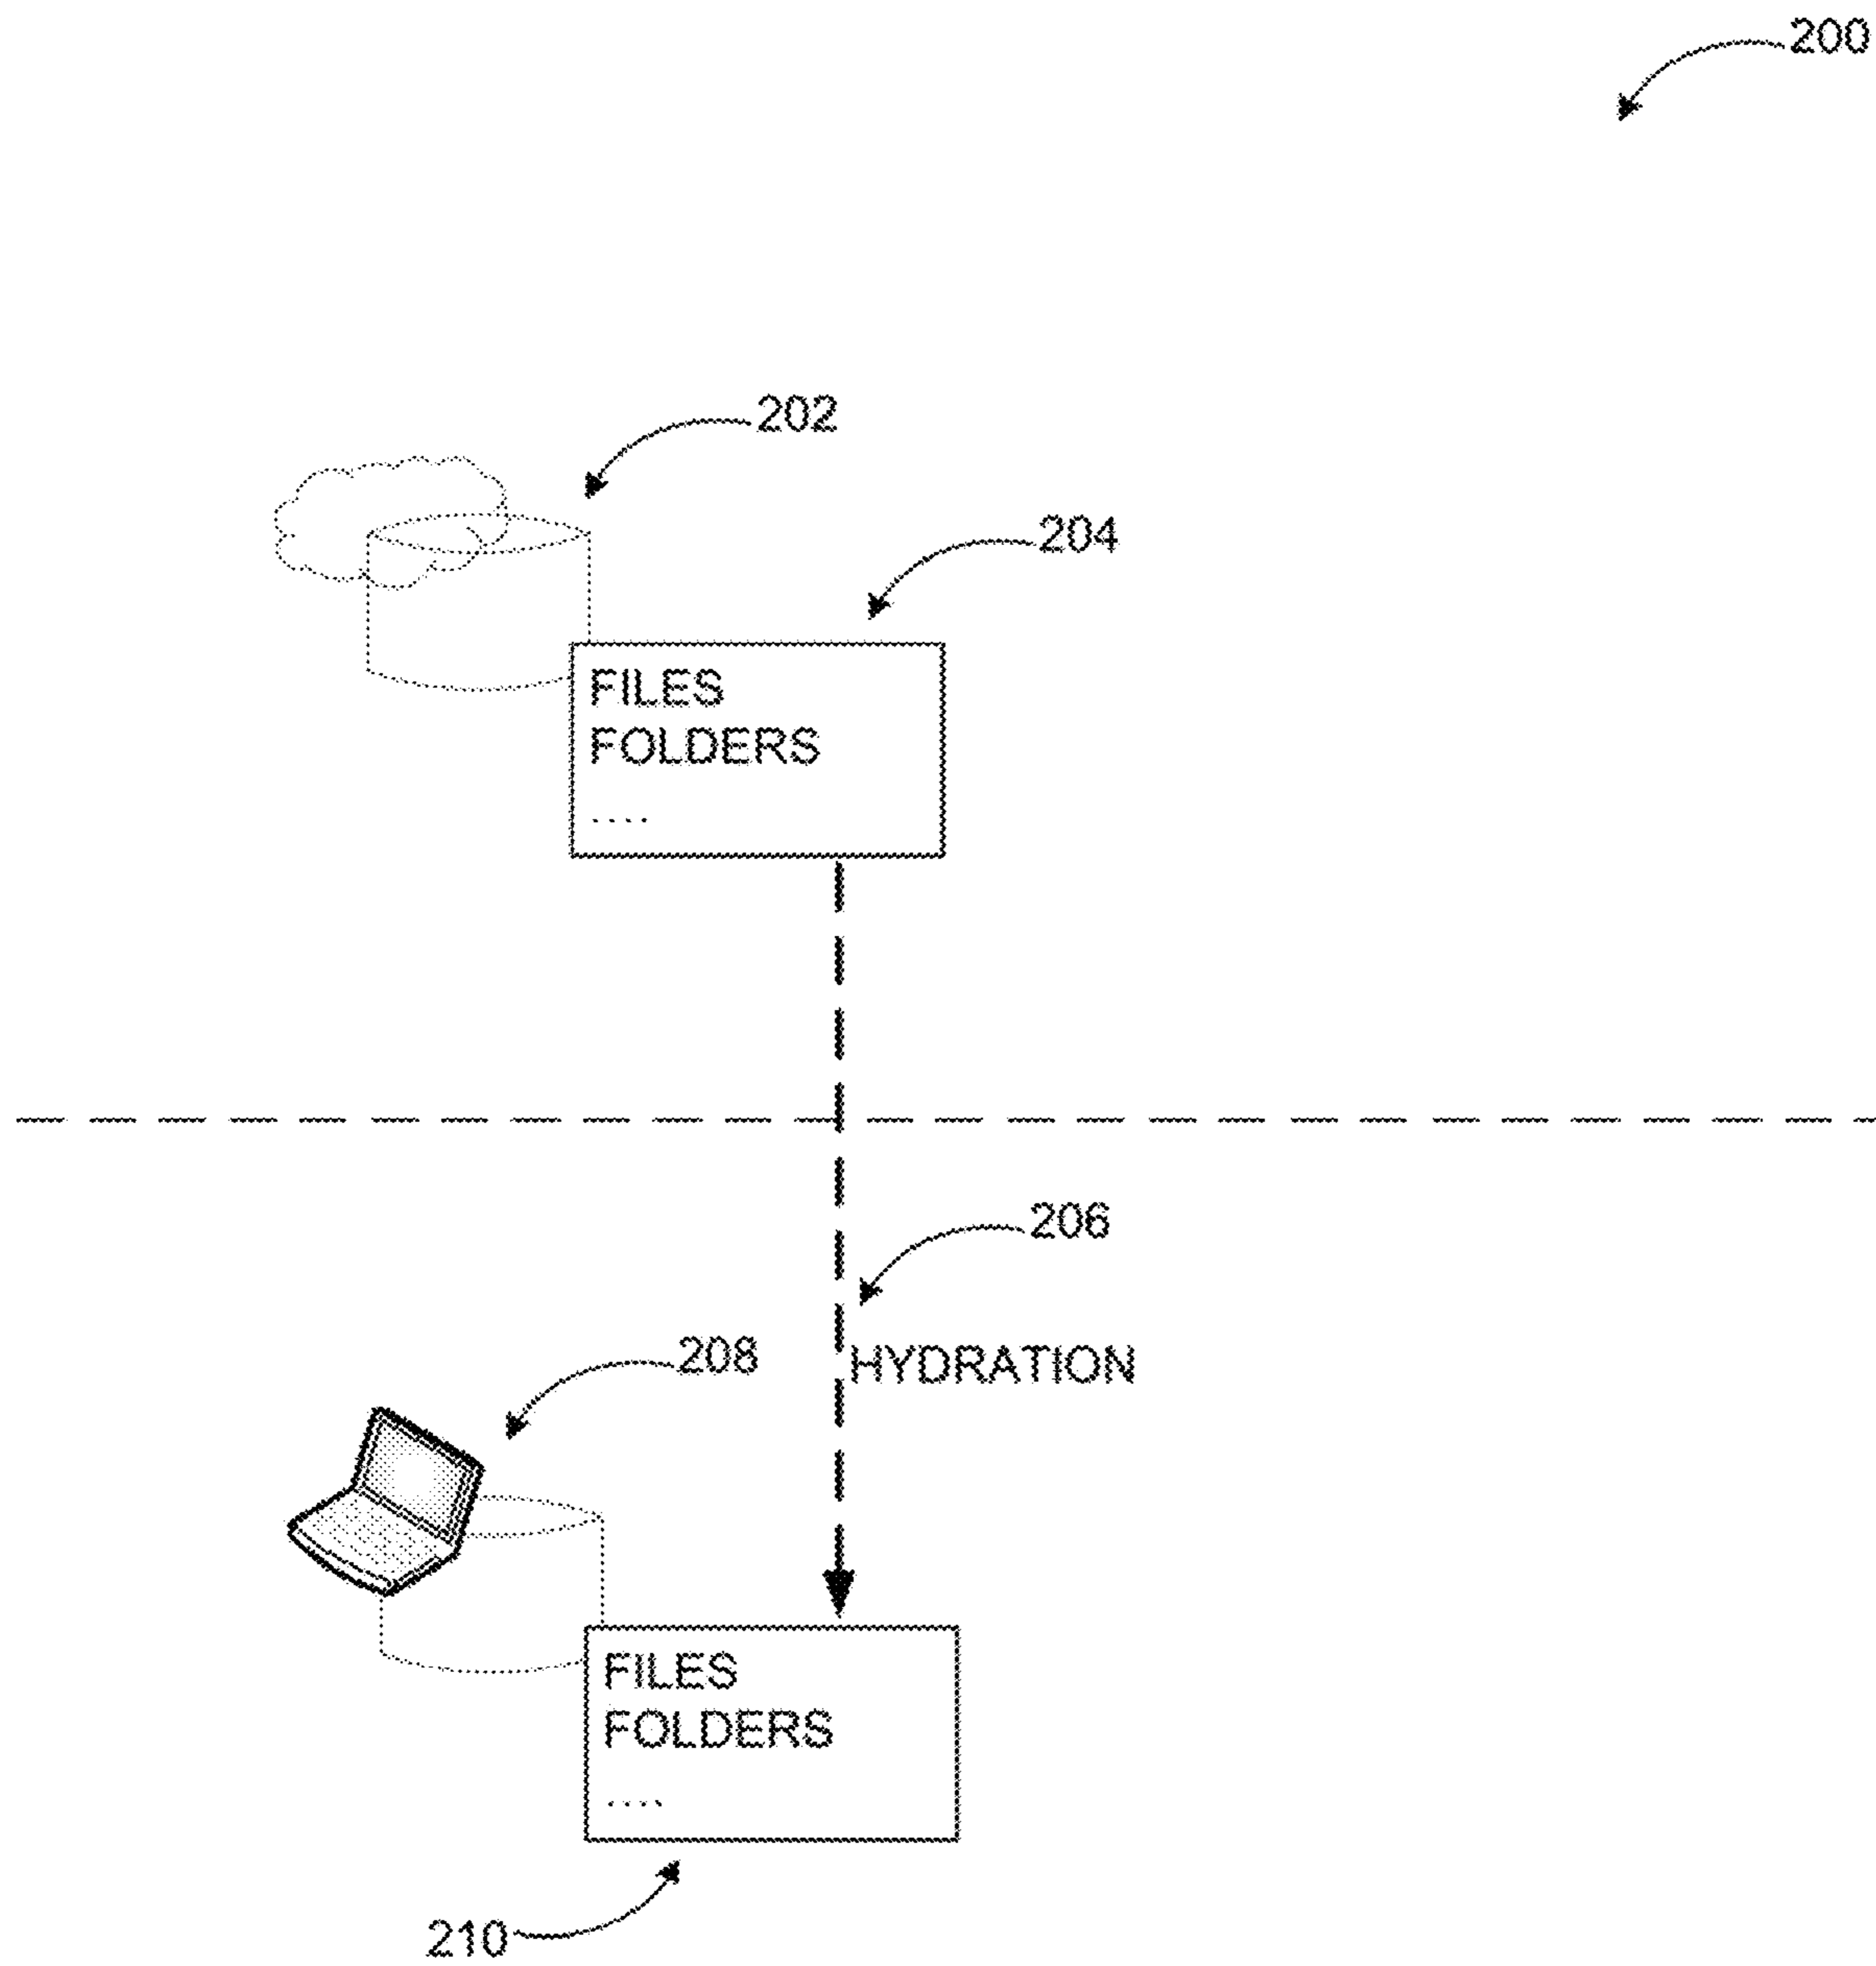 200
202
204
FILES
FOLDERS
....
206
HYDRATION
208
FILES
FOLDERS
....
210